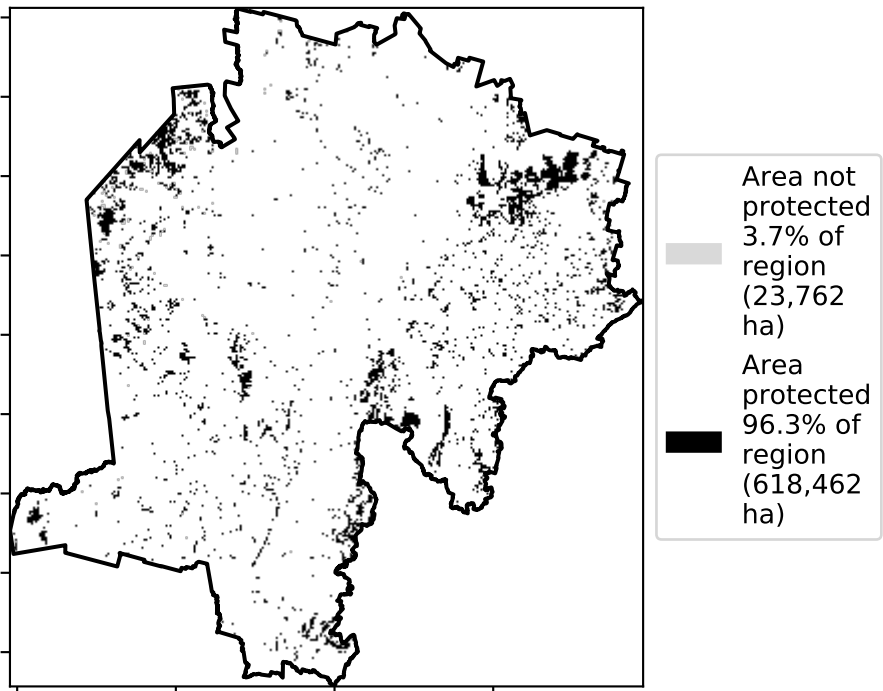 Area not
protected
3.7% of
region
(23,762
ha)
Area
protected
96.3% of
region
(618,462
ha)